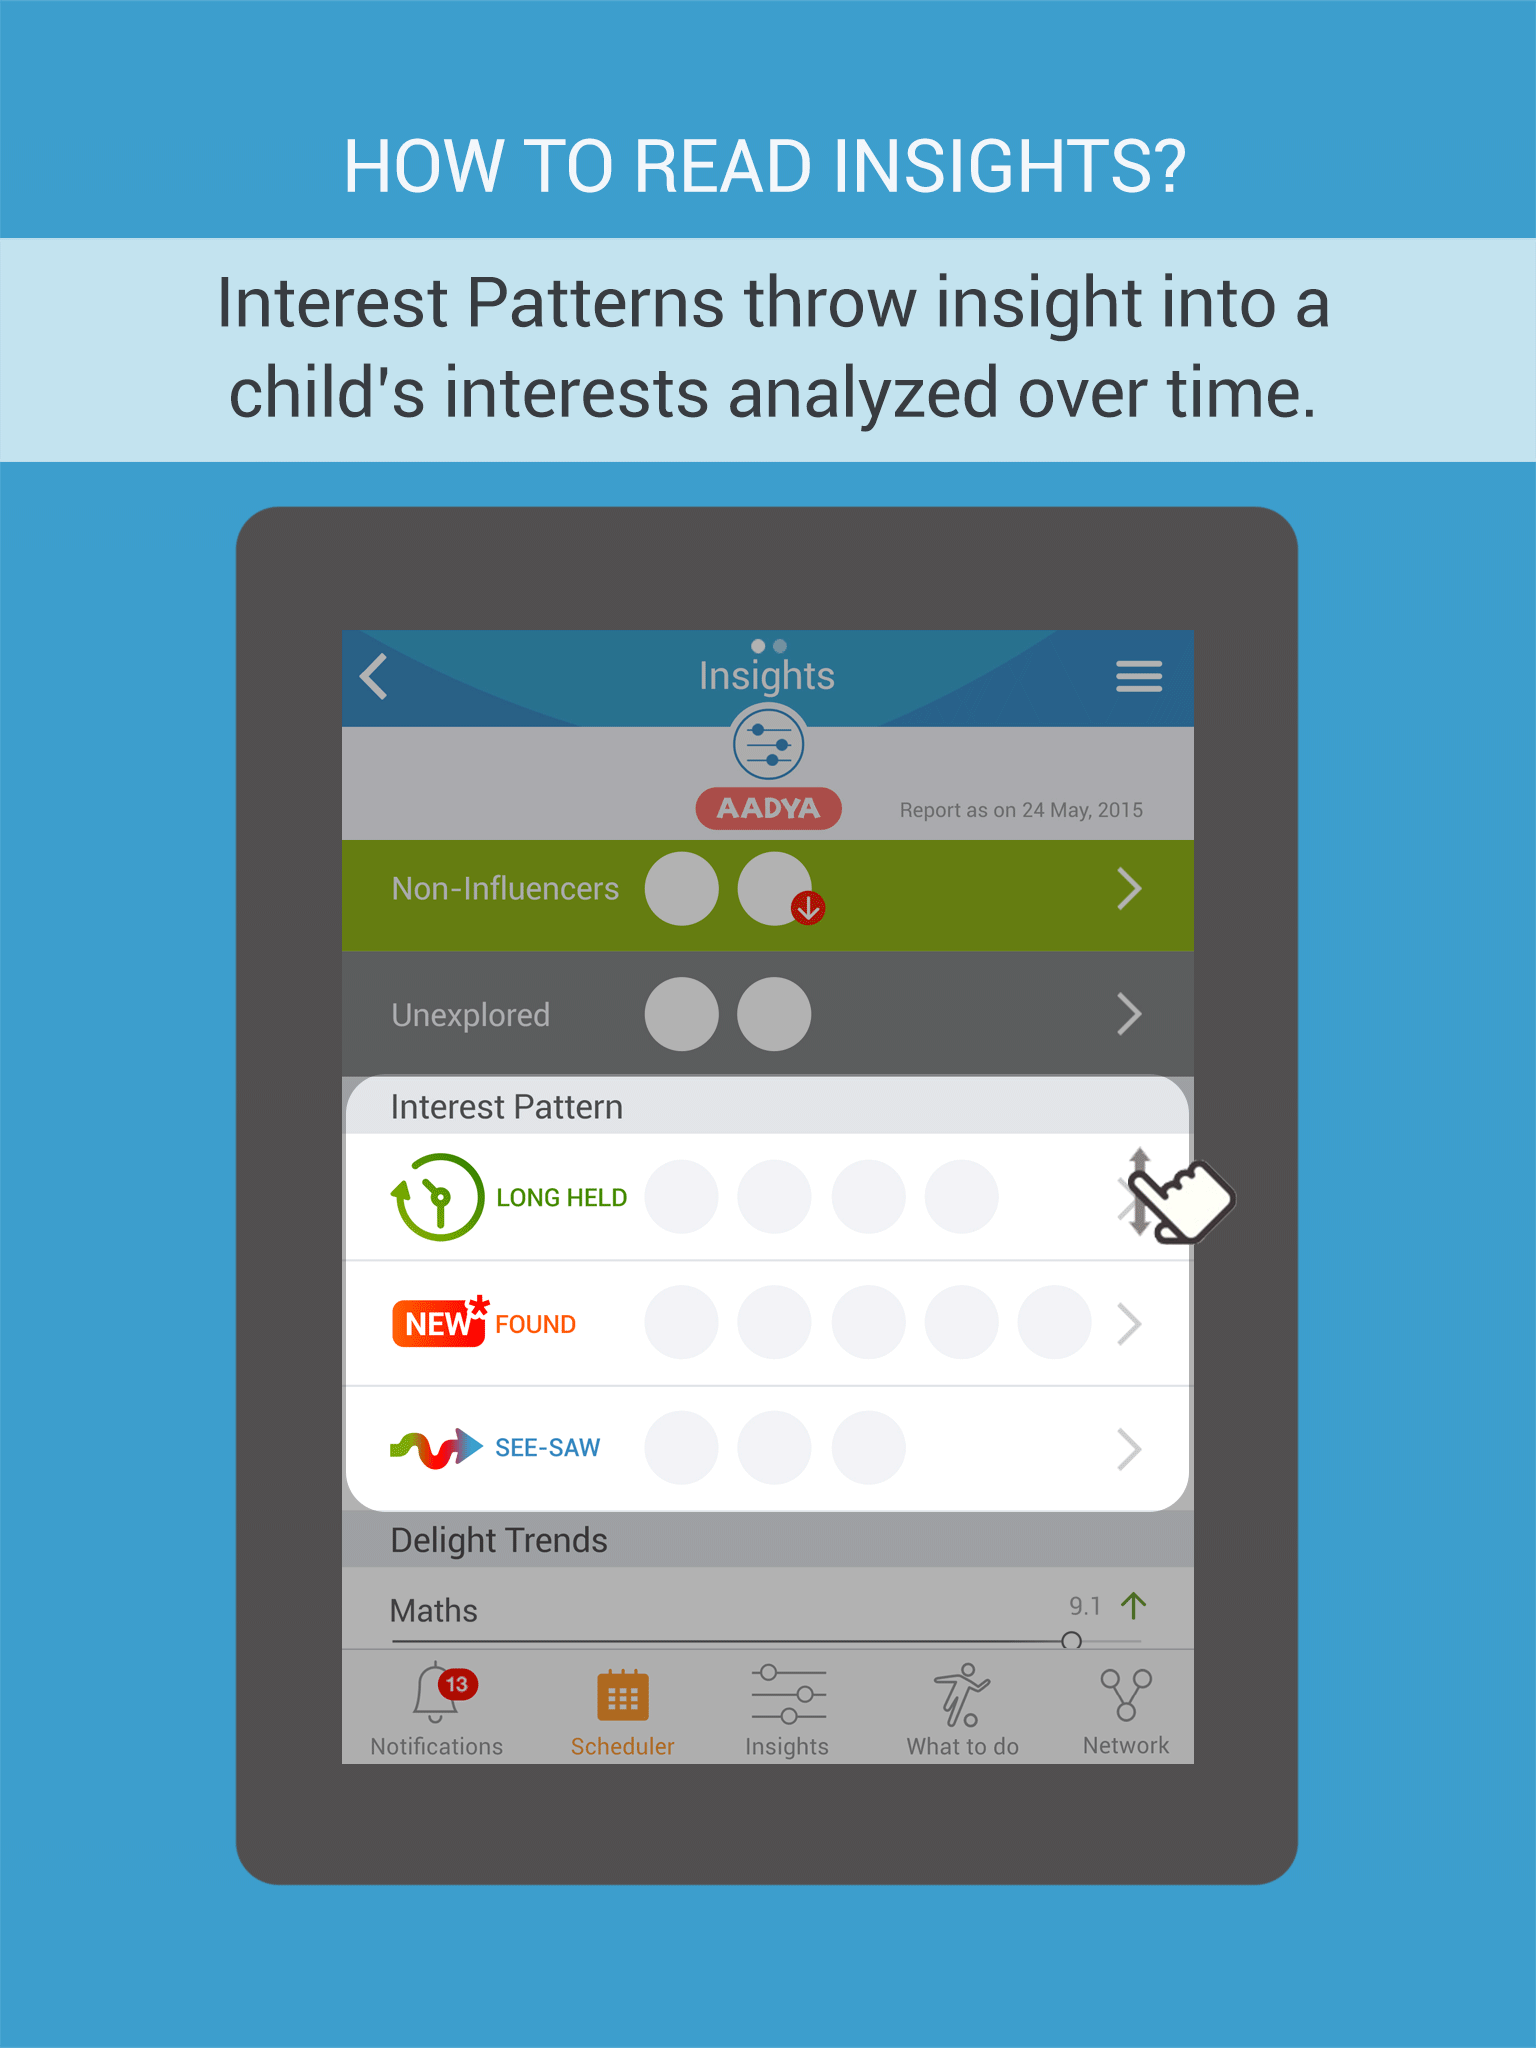 HOW TO READ INSIGHTS?
Interest Patterns throw insight into a
child's interests analyzed over time.
Insights
AADYA
Report as on 24 May, 2015
Non-Influencers
Unexplored
Interest Pattern
LONG HELD
NEW* FOUND
SEE-SAW
Delight Trends
Maths 9.1
13
Notifications Scheduler Insights What to do Network